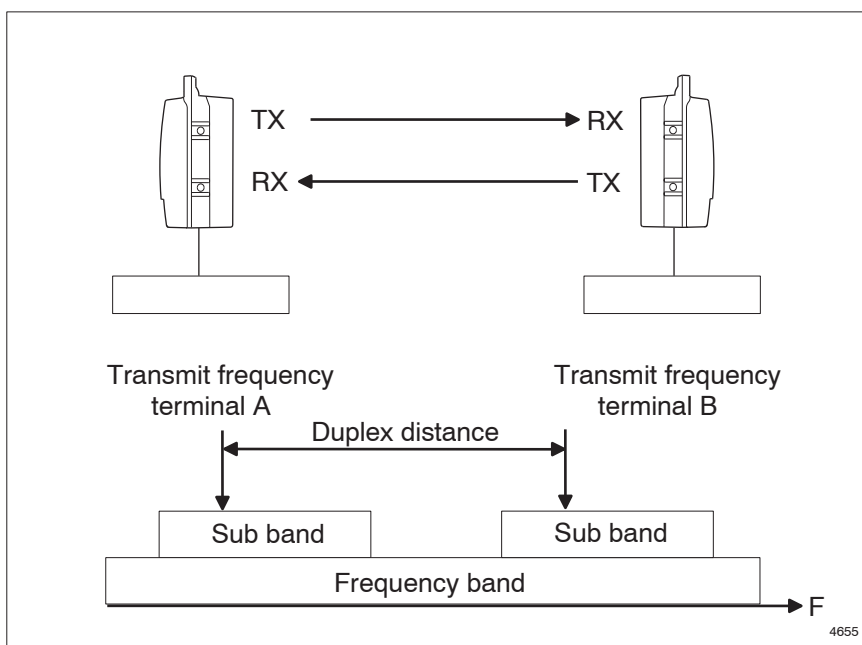 TX
RX
RX
TX
Transmit frequency
terminal A
Transmit frequency
terminal B
Duplex distance
Sub band
Sub band
Frequency band
F
4655